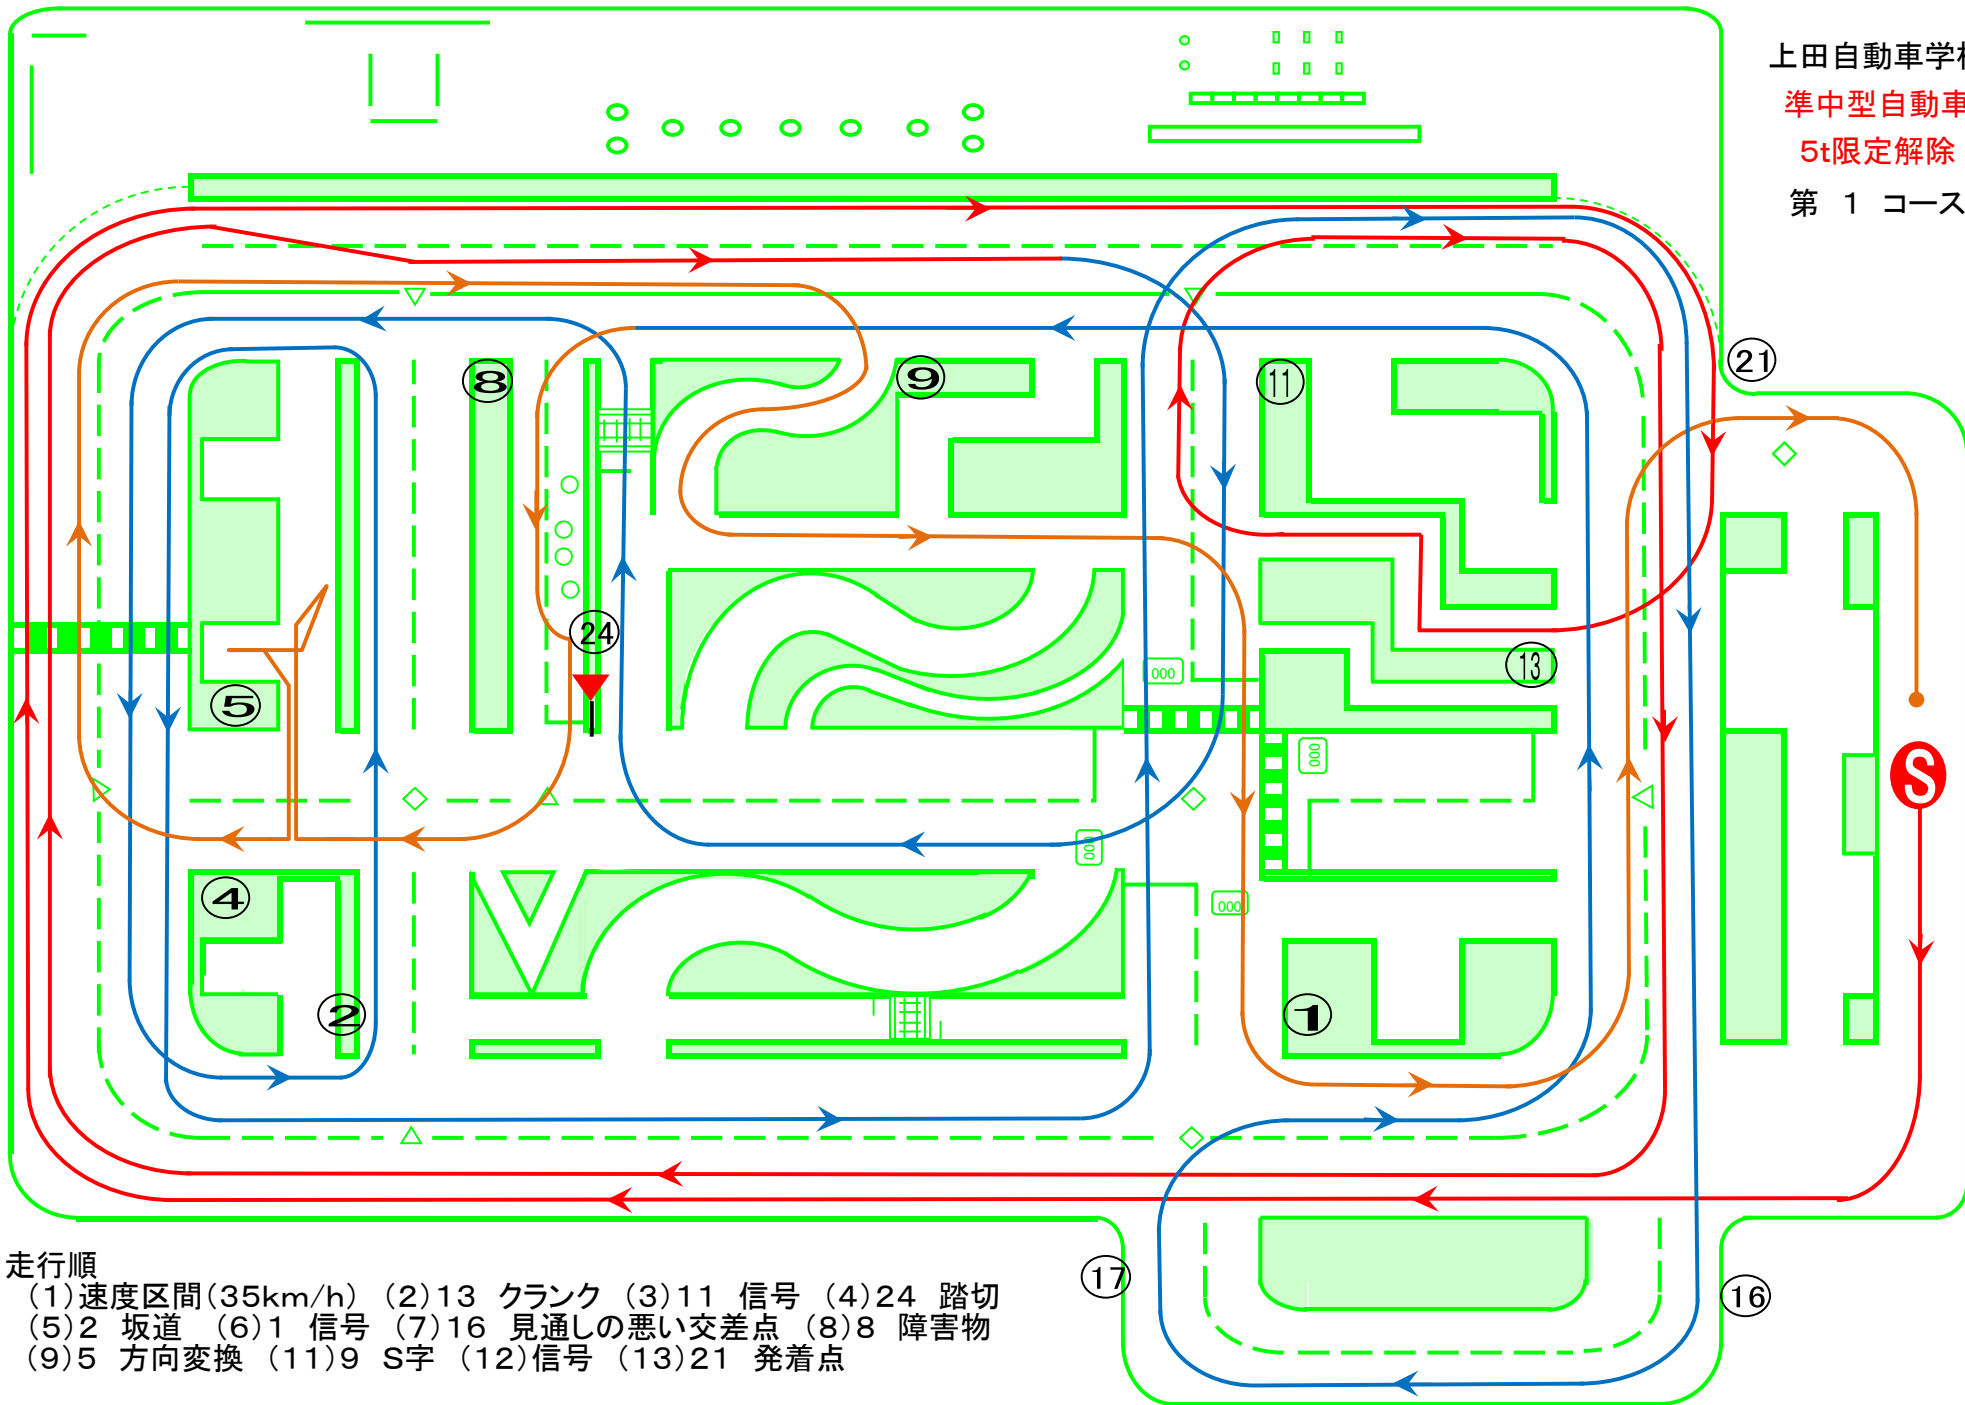 上田自動車学校
準中型自動車
5t限定解除
第 1 コース
21
8
9
11
24
13
5
000
000
S
000
4
000
2
1
17
16
走行順
(1)速度区間(35km/h) (2)13 クランク (3)11 信号 (4)24 踏切
(5)2 坂道 (6)1 信号 (7)16 見通しの悪い交差点 (8)8 障害物
(9)5 方向変換 (11)9 S字 (12)信号 (13)21 発着点